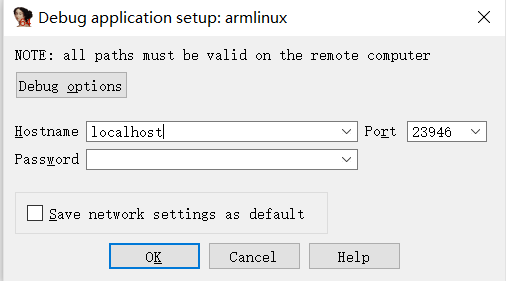 Debug application setup: armlinux
NOTE: all paths must be valid on the remote computer
Debug options
Hostname localhost Port 23946
Password
Save network settings as default
OK Cancel Help